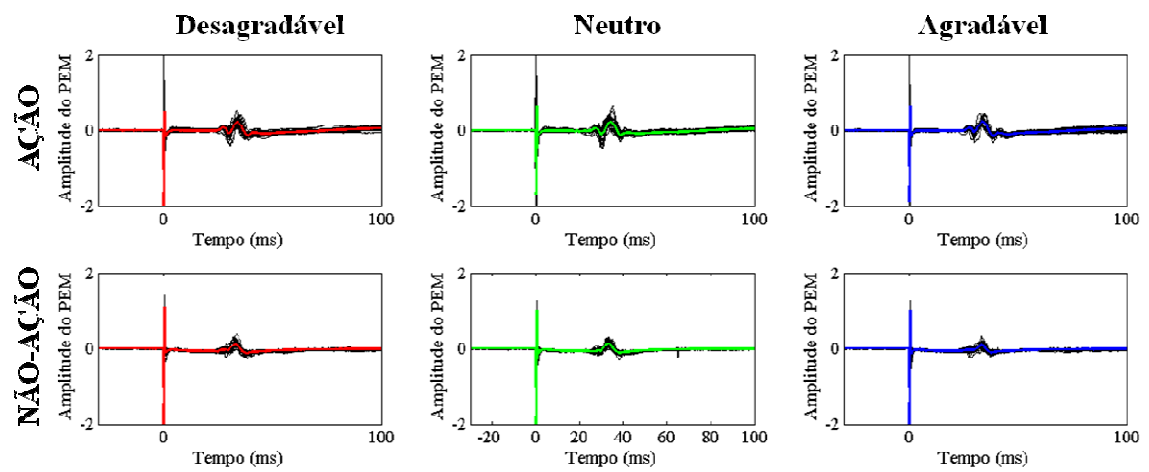 Desagradável Neutro Agradável
AÇÃO
Amplitude do PEM
2
0
-2
0 100
Tempo (ms)
Amplitude do PEM
2
0
-2
0 100
Tempo (ms)
Amplitude do PEM
2
0
-2
0 100
Tempo (ms)
NÃO-AÇÃO
Amplitude do PEM
2
0
-2
0 100
Tempo (ms)
Amplitude do PEM
2
0
-2
-20 0 20 40 60 80 100
Tempo (ms)
Amplitude do PEM
2
0
-2
0 100
Tempo (ms)